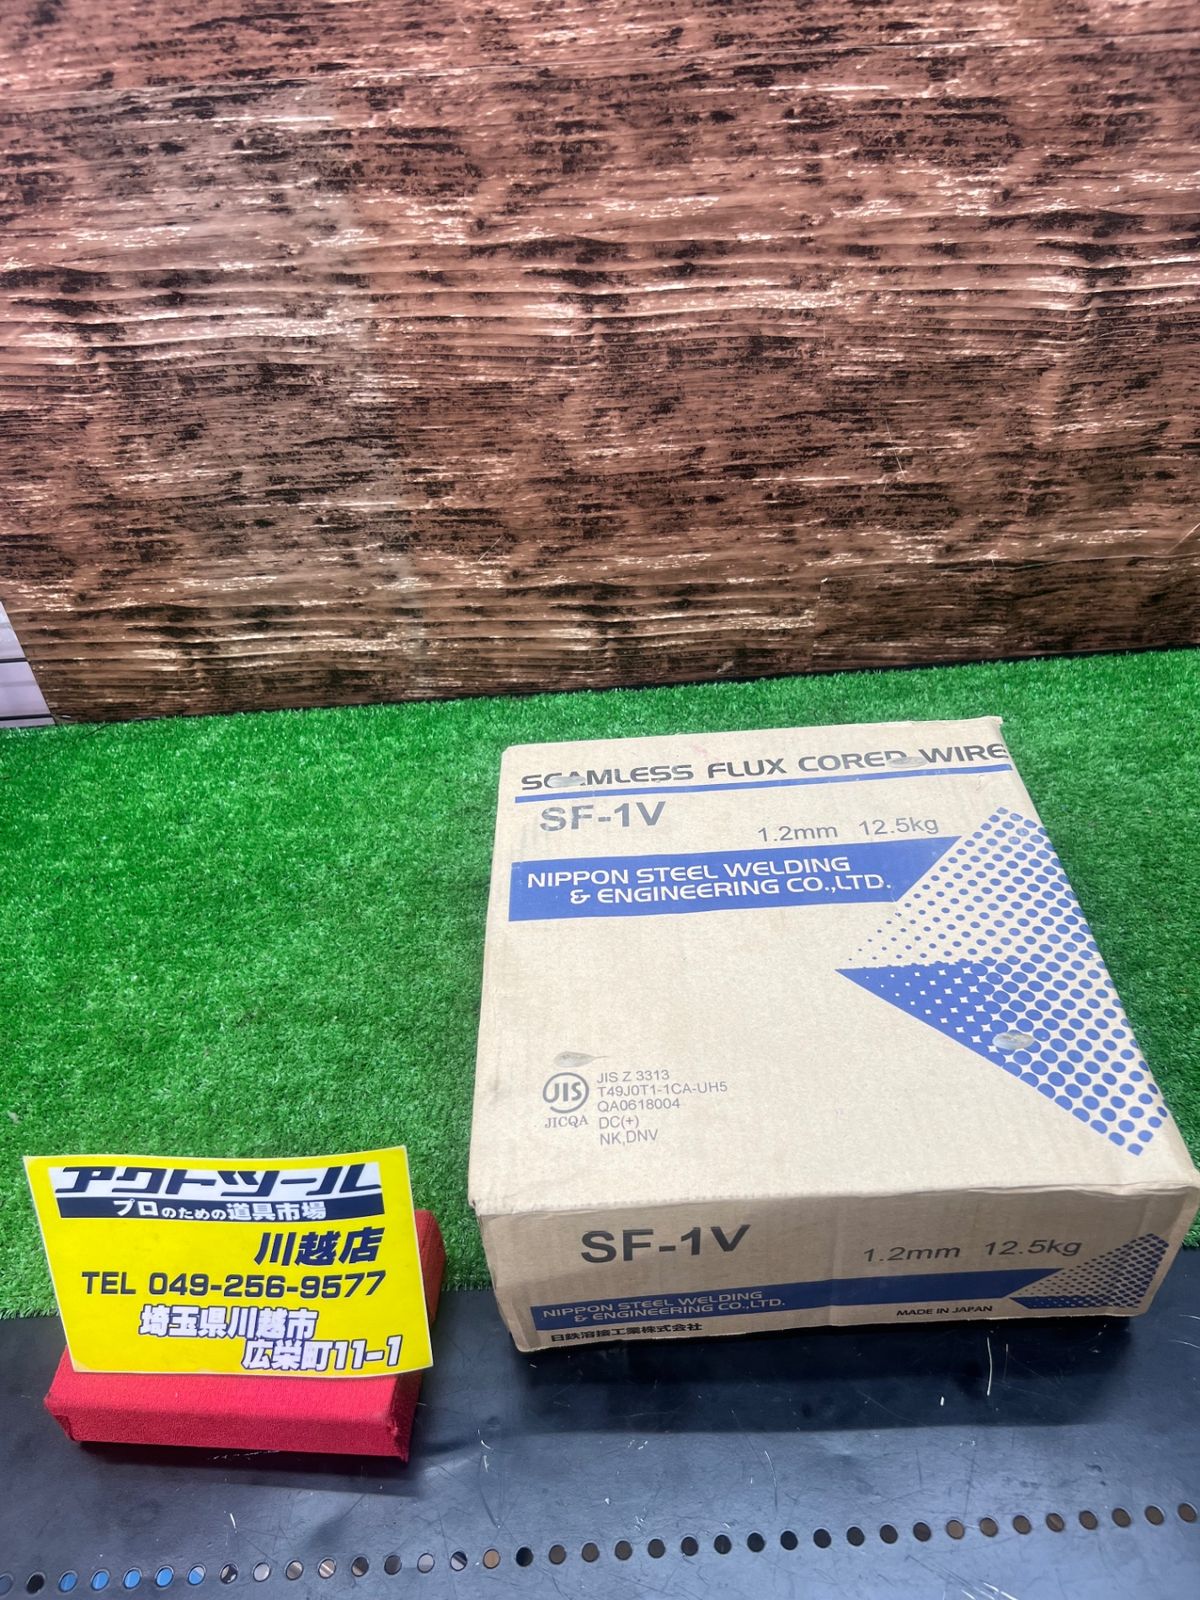 SEAMLESS FLUX CORED WIRE
SF-1V
1.2mm 12.5kg
NIPPON STEEL WELDING
& ENGINEERING CO.,LTD.
JIS
JICQA
JIS Z 3313
T49J0T1-1CA-UH5
QA0618004
DC(+)
NK,DNV
SF-1V
1.2mm 12.5kg
NIPPON STEEL WELDING
& ENGINEERING CO.,LTD.
日鉄溶接工業株式会社
MADE IN JAPAN
アクトツール
プロのための道具市場
川越店
TEL 049-256-9577
埼玉県川越市
広栄町11-1